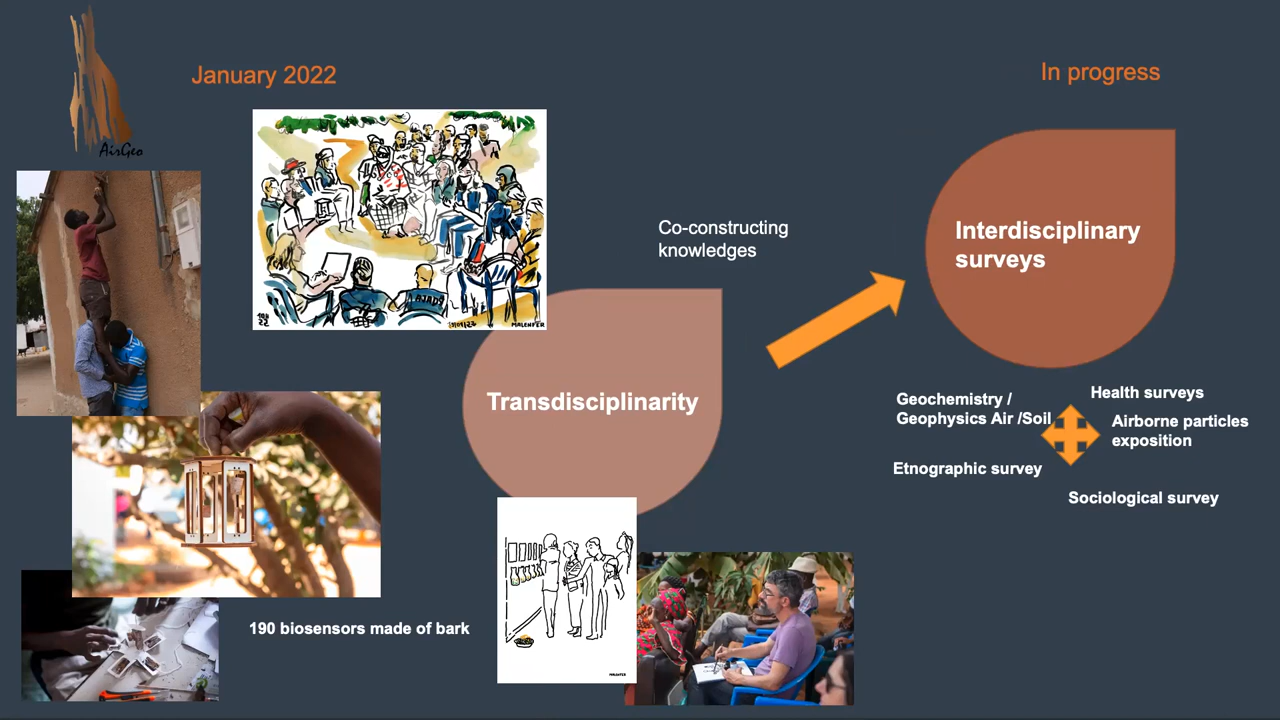 AirGeo
January 2022
In progress
MALENFER
Co-constructing
knowledges
Interdisciplinary
surveys
Transdisciplinarity
Geochemistry /
Geophysics Air /Soil
Health surveys
Airborne particles
exposition
Etnographic survey
Sociological survey
190 biosensors made of bark
MALENFER